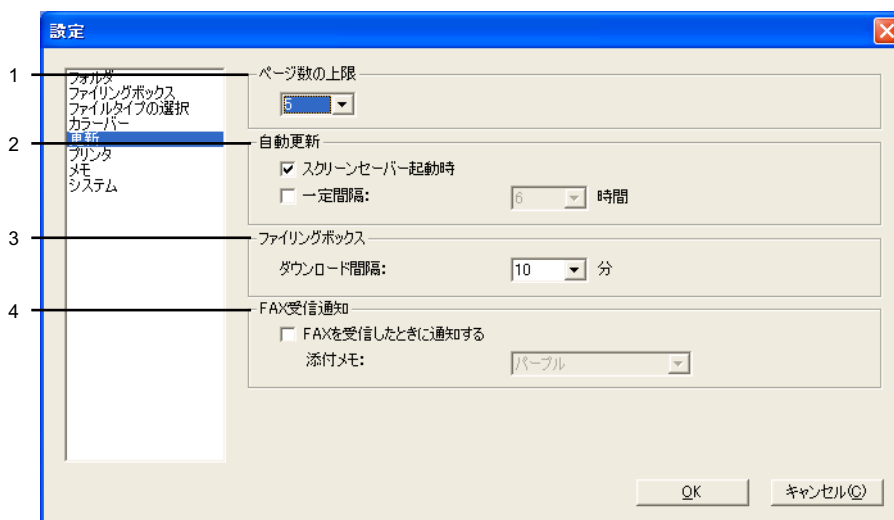 設定
1
フォルダ
ファイリングボックス
ファイルタイプの選択
カラーバー
更新
プリンタ
メモ
システム
ページ数の上限
5
2
自動更新
スクリーンセーバー起動時
一定間隔: 6 時間
3
ファイリングボックス
ダウンロード間隔: 10 分
4
FAX受信通知
FAXを受信したときに通知する
添付メモ: パープル
OK キャンセル(C)